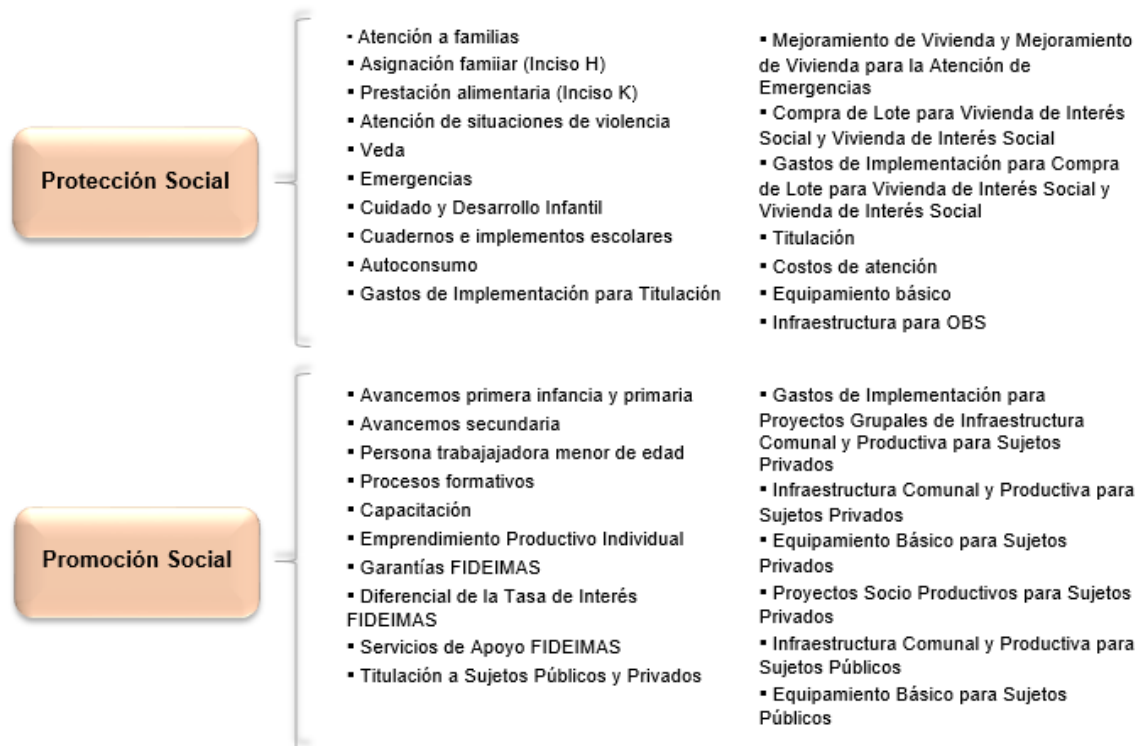 Protección Social
- Atención a familias
▪ Asignación famiiar (Inciso H)
▪ Prestación alimentaria (Inciso K)
▪ Atención de situaciones de violencia
▪ Veda
▪ Emergencias
▪ Cuidado y Desarrollo Infantil
▪ Cuadernos e implementos escolares
▪ Autoconsumo
▪ Gastos de Implementación para Titulación
▪ Mejoramiento de Vivienda y Mejoramiento
de Vivienda para la Atención de
Emergencias
▪ Compra de Lote para Vivienda de Interés
Social y Vivienda de Interés Social
▪ Gastos de Implementación para Compra
de Lote para Vivienda de Interés Social y
Vivienda de Interés Social
▪ Titulación
▪ Costos de atención
▪ Equipamiento básico
▪ Infraestructura para OBS
Promoción Social
▪ Avancemos primera infancia y primaria
▪ Avancemos secundaria
▪ Persona trabajajadora menor de edad
▪ Procesos formativos
▪ Capacitación
▪ Emprendimiento Productivo Individual
▪ Garantías FIDEIMAS
▪ Diferencial de la Tasa de Interés
FIDEIMAS
▪ Servicios de Apoyo FIDEIMAS
▪ Titulación a Sujetos Públicos y Privados
▪ Gastos de Implementación para
Proyectos Grupales de Infraestructura
Comunal y Productiva para Sujetos
Privados
▪ Infraestructura Comunal y Productiva para
Sujetos Privados
▪ Equipamiento Básico para Sujetos
Privados
▪ Proyectos Socio Productivos para Sujetos
Privados
▪ Infraestructura Comunal y Productiva para
Sujetos Públicos
▪ Equipamiento Básico para Sujetos
Públicos